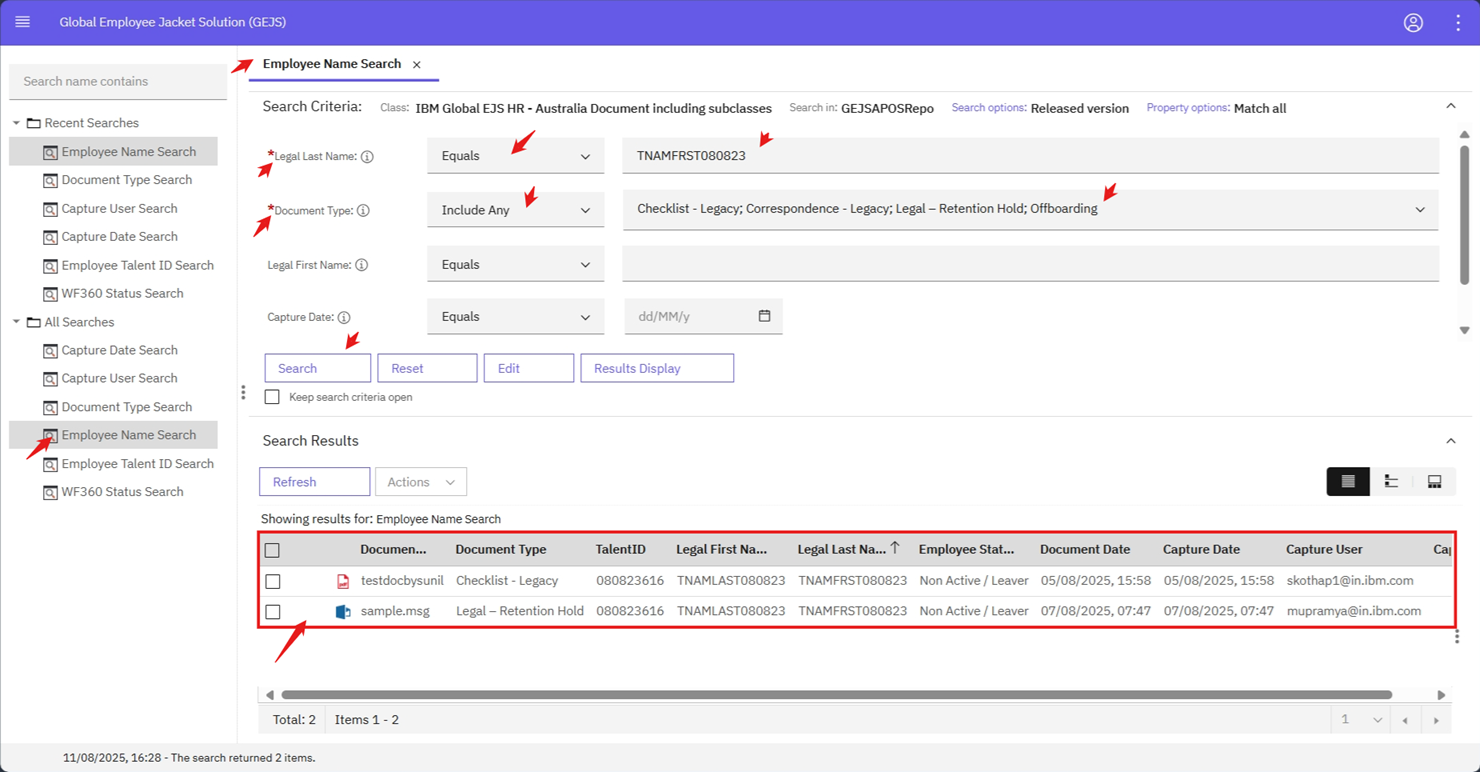 Global Employee Jacket Solution (GEJS)
Search name contains
Recent Searches
Employee Name Search
Document Type Search
Capture User Search
Capture Date Search
Employee Talent ID Search
WF360 Status Search
All Searches
Capture Date Search
Capture User Search
Document Type Search
Employee Name Search
Employee Talent ID Search
WF360 Status Search
Employee Name Search
Search Criteria: Class: IBM Global EJS HR - Australia Document including subclasses Search in: GEJSAPOSRepo Search options: Released version Property options: Match all
*Legal Last Name: Equals TNAMFRST080823
*Document Type: Include Any Checklist - Legacy; Correspondence - Legacy; Legal – Retention Hold; Offboarding
Legal First Name: Equals
Capture Date: Equals dd/MM/y
Search Reset Edit Results Display
Keep search criteria open
Search Results
Refresh Actions
Showing results for: Employee Name Search
Documen... Document Type TalentID Legal First Na... Legal Last Na... Employee Stat... Document Date Capture Date Capture User Cap
testdocbysunil Checklist - Legacy 080823616 TNAMLAST080823 TNAMFRST080823 Non Active / Leaver 05/08/2025, 15:58 05/08/2025, 15:58 skothap1@in.ibm.com
sample.msg Legal – Retention Hold 080823616 TNAMLAST080823 TNAMFRST080823 Non Active / Leaver 07/08/2025, 07:47 07/08/2025, 07:47 mupramya@in.ibm.com
Total: 2 Items 1 - 2 1
11/08/2025, 16:28 - The search returned 2 items.